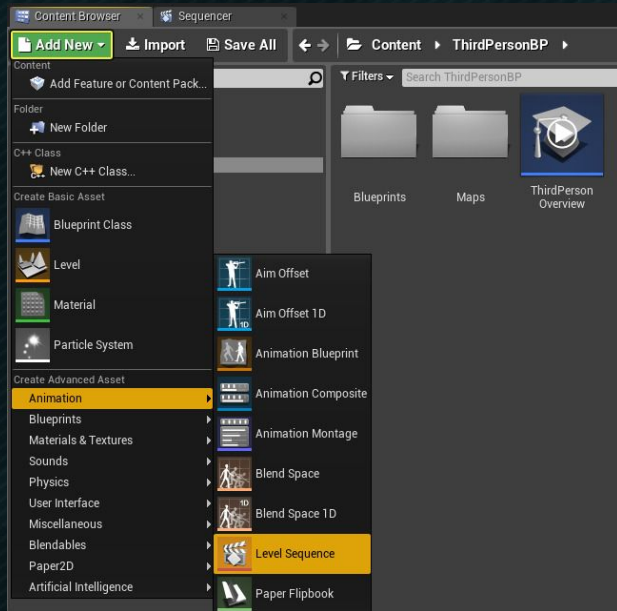 Content Browser
Sequencer
Add New
Import
Save All
Content
ThirdPersonBP
Content
Add Feature or Content Pack...
Folder
New Folder
C++ Class
New C++ Class...
Create Basic Asset
Blueprint Class
Level
Material
Particle System
Create Advanced Asset
Animation
Blueprints
Materials & Textures
Sounds
Physics
User Interface
Miscellaneous
Blendables
Paper2D
Artificial Intelligence
Aim Offset
1D
Aim Offset 1D
Animation Blueprint
Animation Composite
Animation Montage
Blend Space
1D
Blend Space 1D
Level Sequence
Paper Flipbook
Filters
Search ThirdPersonBP
Blueprints
Maps
ThirdPerson
Overview